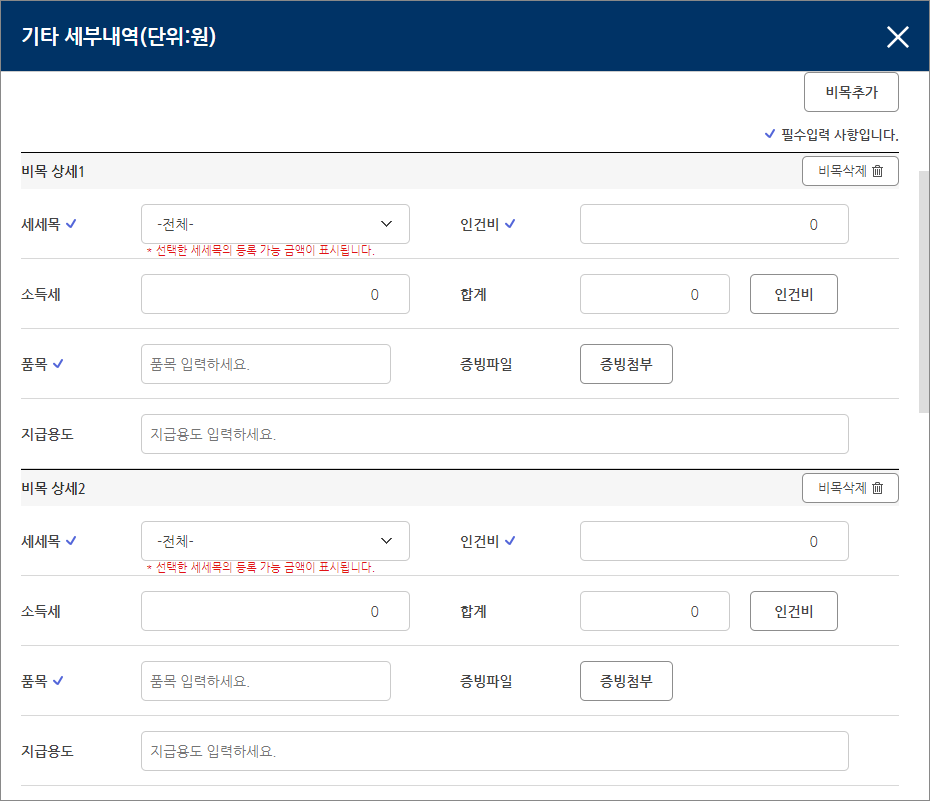 기타 세부내역(단위:원)
비목추가
필수입력 사항입니다.
비목 상세1 비목삭제
세세목 -전체- 인건비 0
* 선택한 세세목의 등록 가능 금액이 표시됩니다.
소득세 0 합계 0 인건비
품목 품목 입력하세요. 증빙파일 증빙첨부
지급용도 지급용도 입력하세요.
비목 상세2 비목삭제
세세목 -전체- 인건비 0
* 선택한 세세목의 등록 가능 금액이 표시됩니다.
소득세 0 합계 0 인건비
품목 품목 입력하세요. 증빙파일 증빙첨부
지급용도 지급용도 입력하세요.